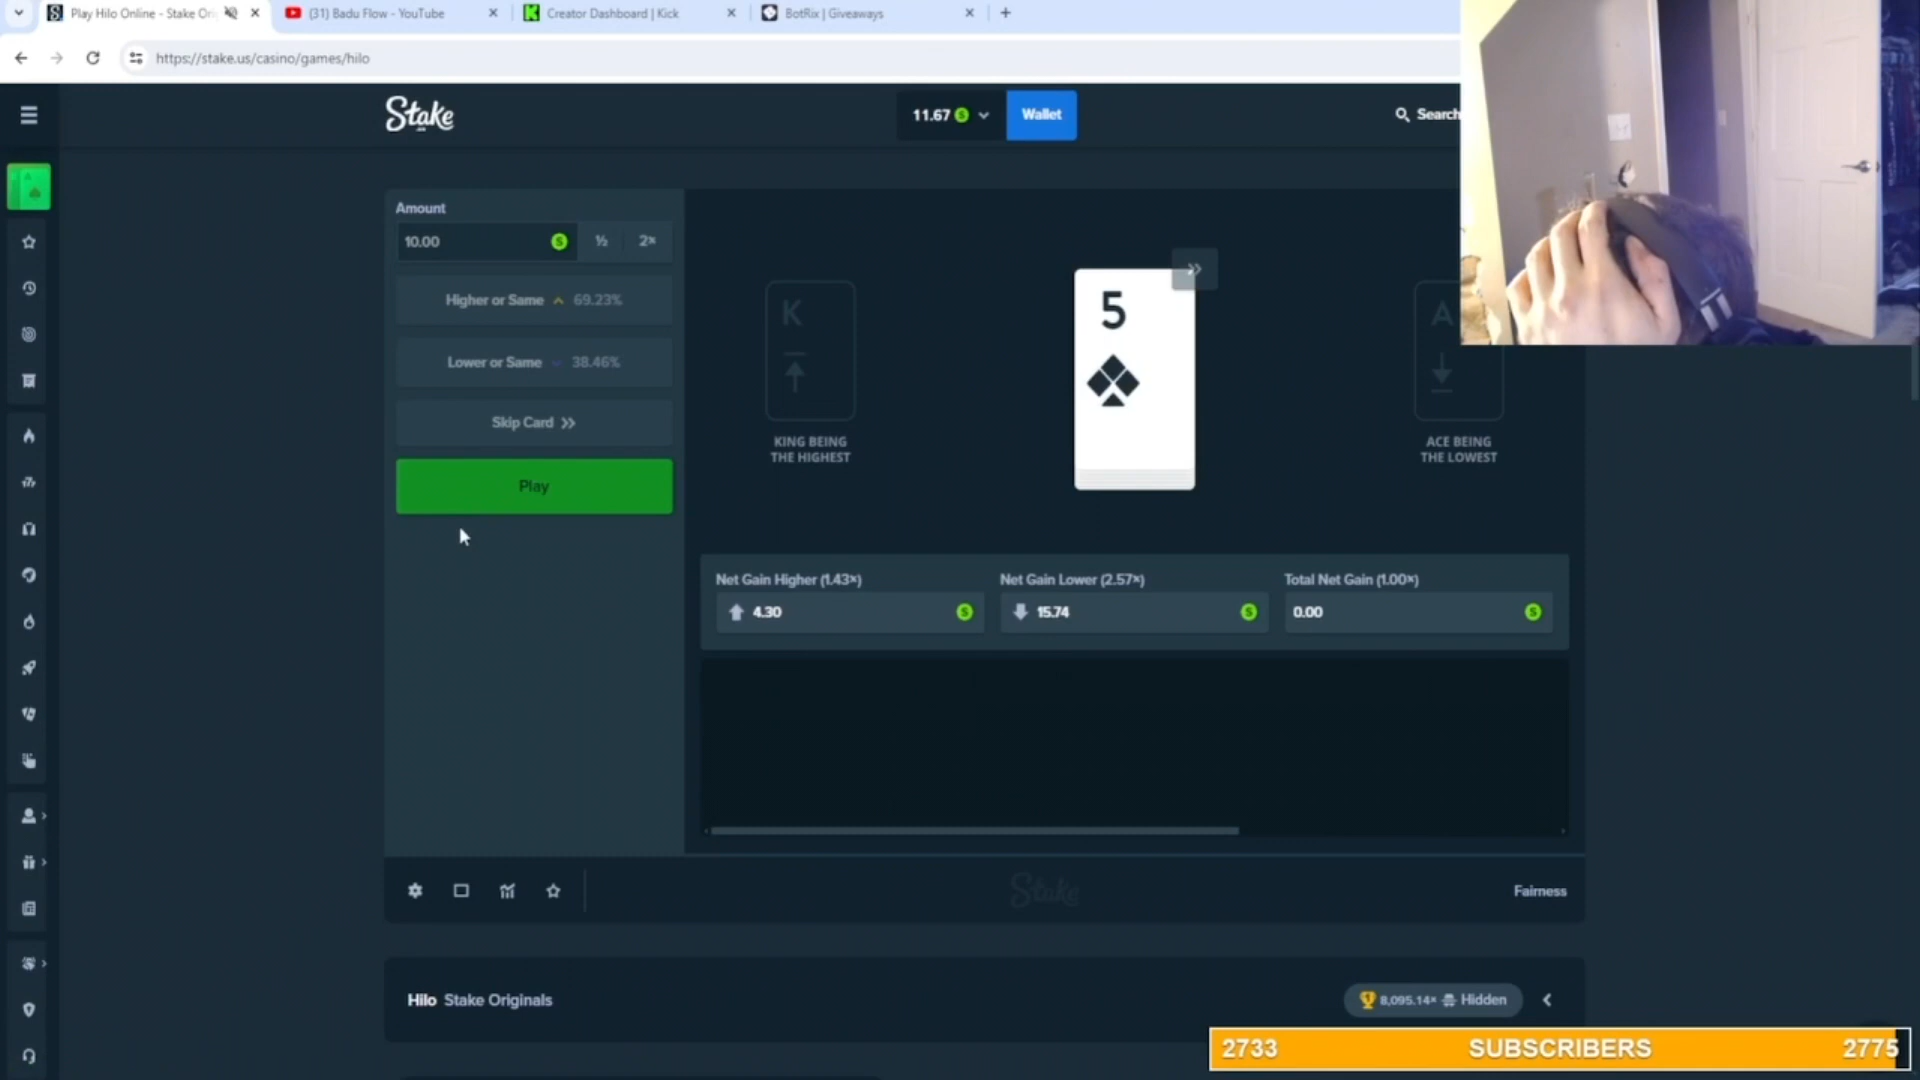 Play Hilo Online - Stake Ori
(31) Badu Flow - YouTube
Creator Dashboard | Kick
BotRix | Giveaways
https://stake.us/casino/games/hilo
Stake
11.67
Wallet
Search
Amount
10.00
½
2×
Higher or Same 69.23%
Lower or Same 38.46%
Skip Card
Play
K
KING BEING
THE HIGHEST
5
A
ACE BEING
THE LOWEST
Net Gain Higher (1.43×)
4.30
Net Gain Lower (2.57×)
15.74
Total Net Gain (1.00×)
0.00
Stake
Fairness
Hilo Stake Originals
8,095.14× Hidden
2733 SUBSCRIBERS 2775